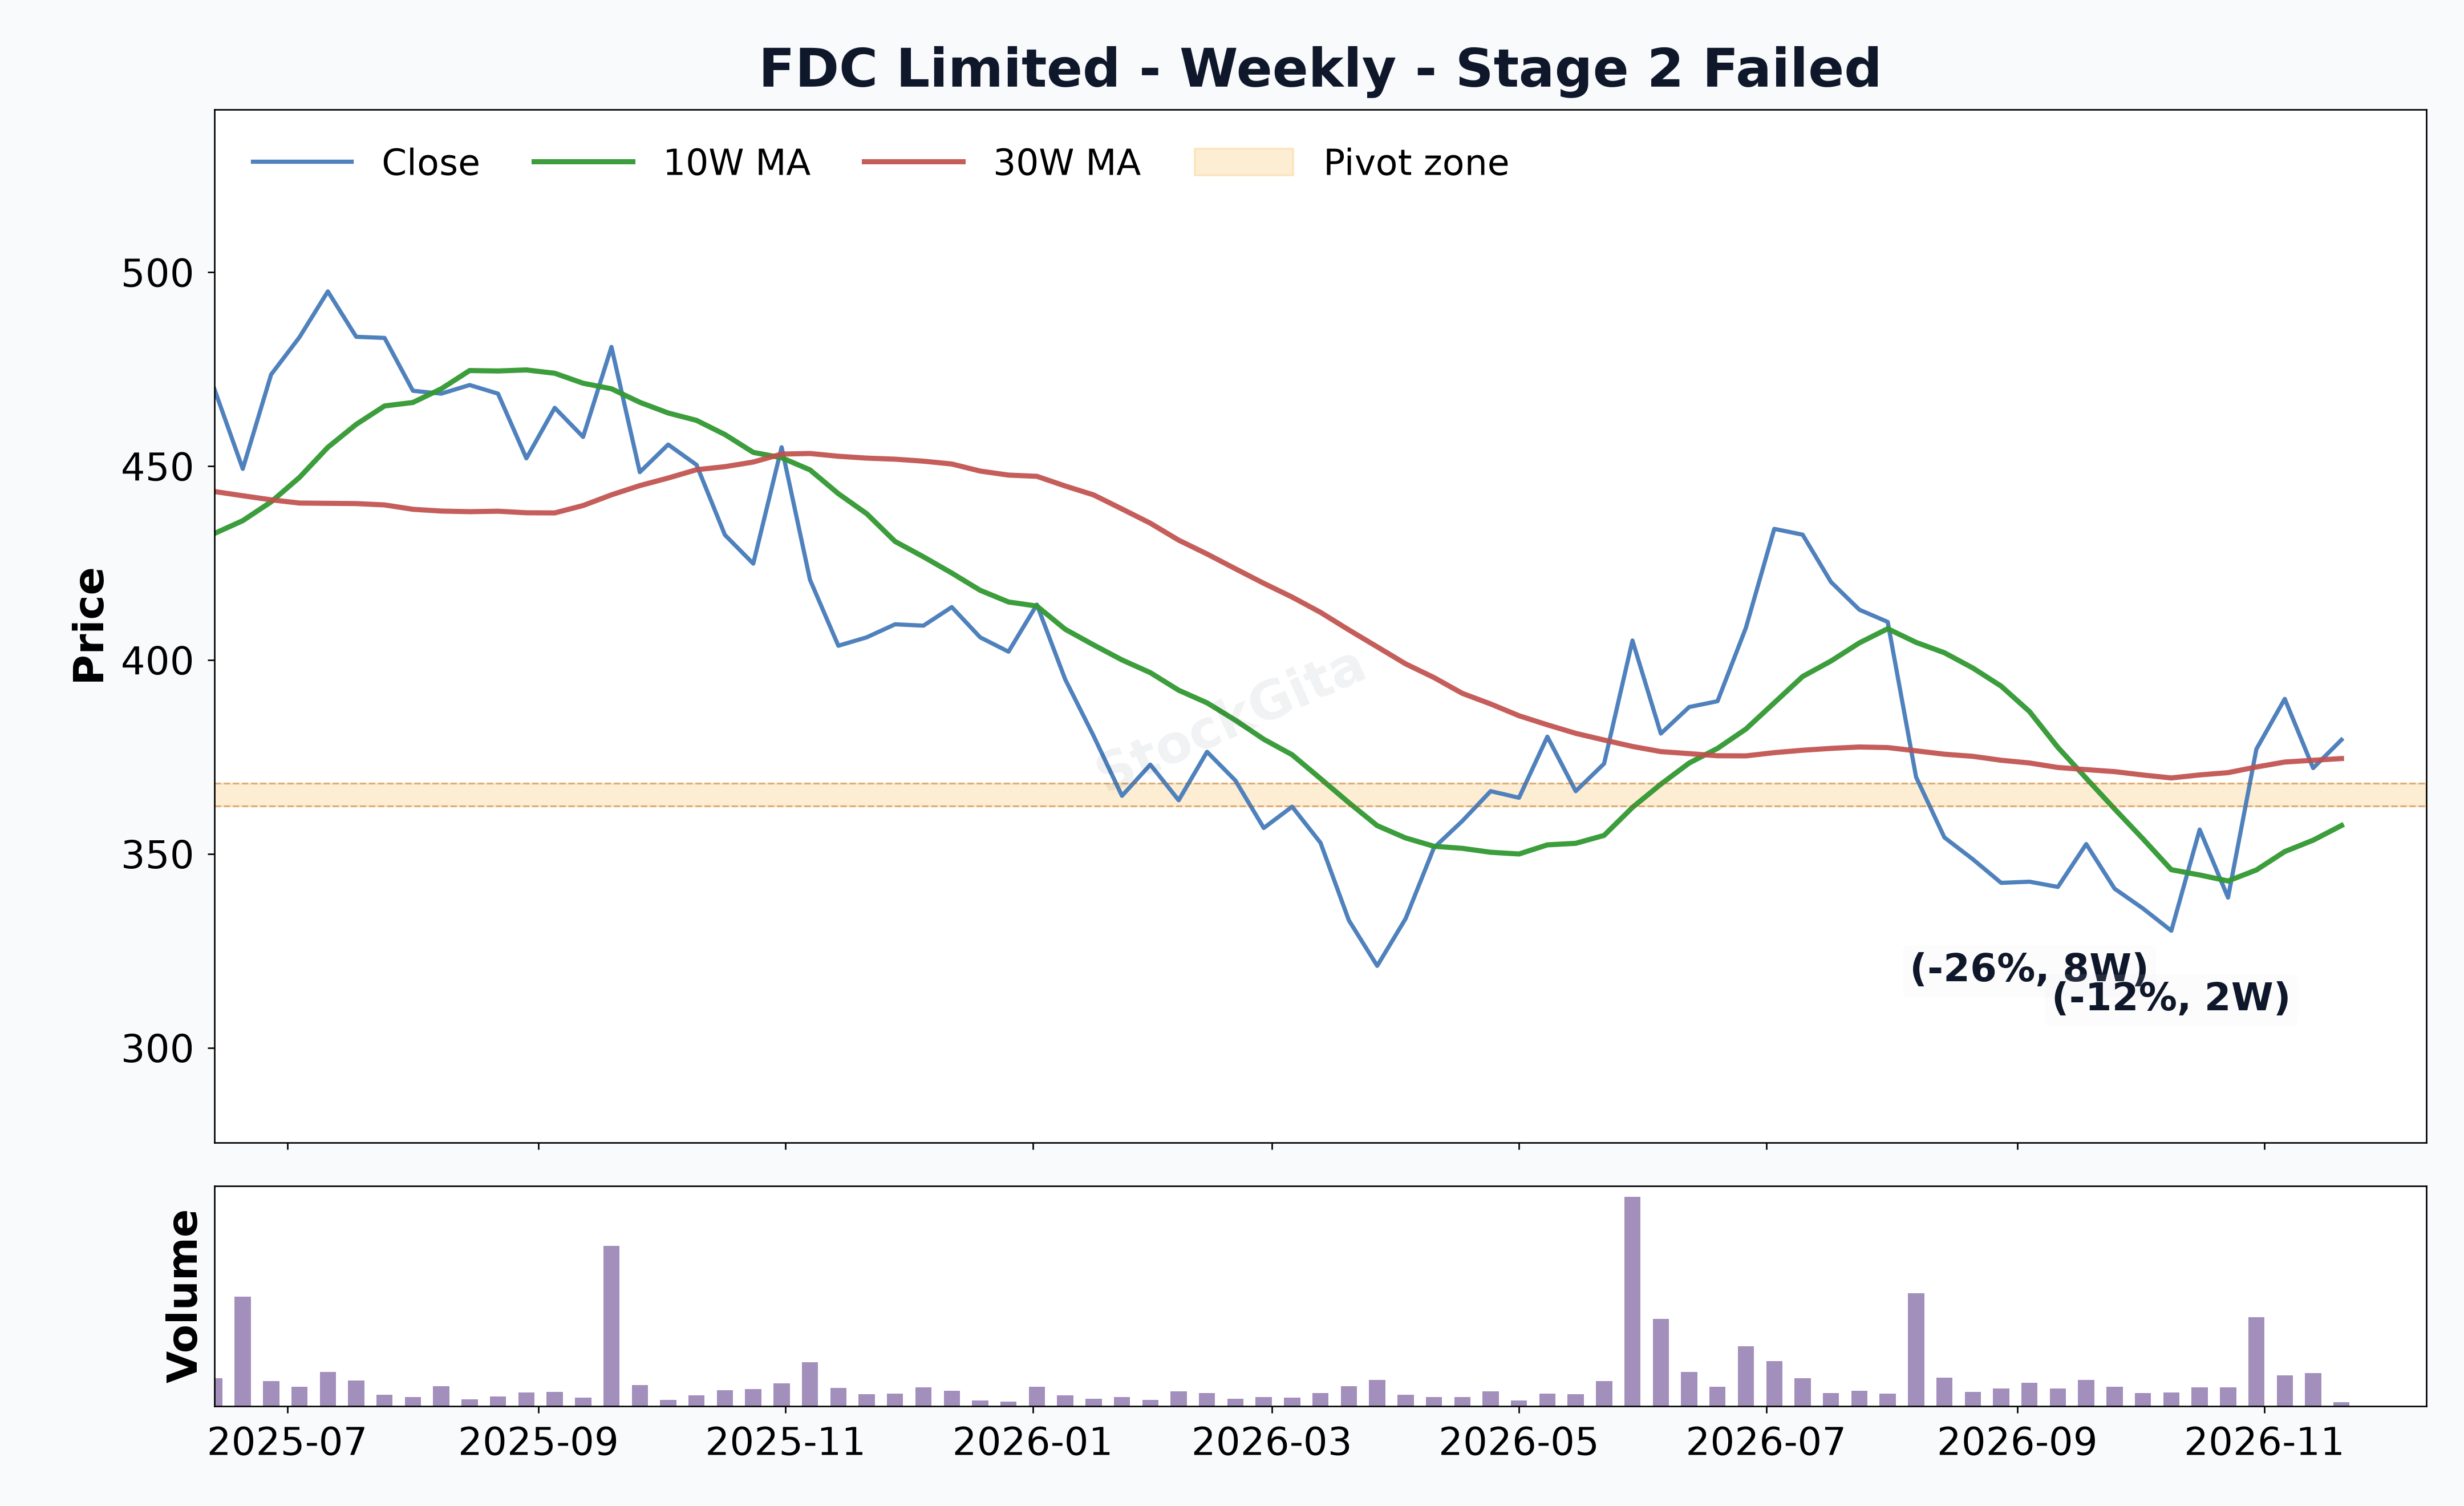 FDC Limited - Weekly - Stage 2 Failed
Close 10W MA 30W MA Pivot zone
500
450
400
350
300
Price
StockGita
(-26%, 8W)
(-12%, 2W)
Volume
2025-07 2025-09 2025-11 2026-01 2026-03 2026-05 2026-07 2026-09 2026-11